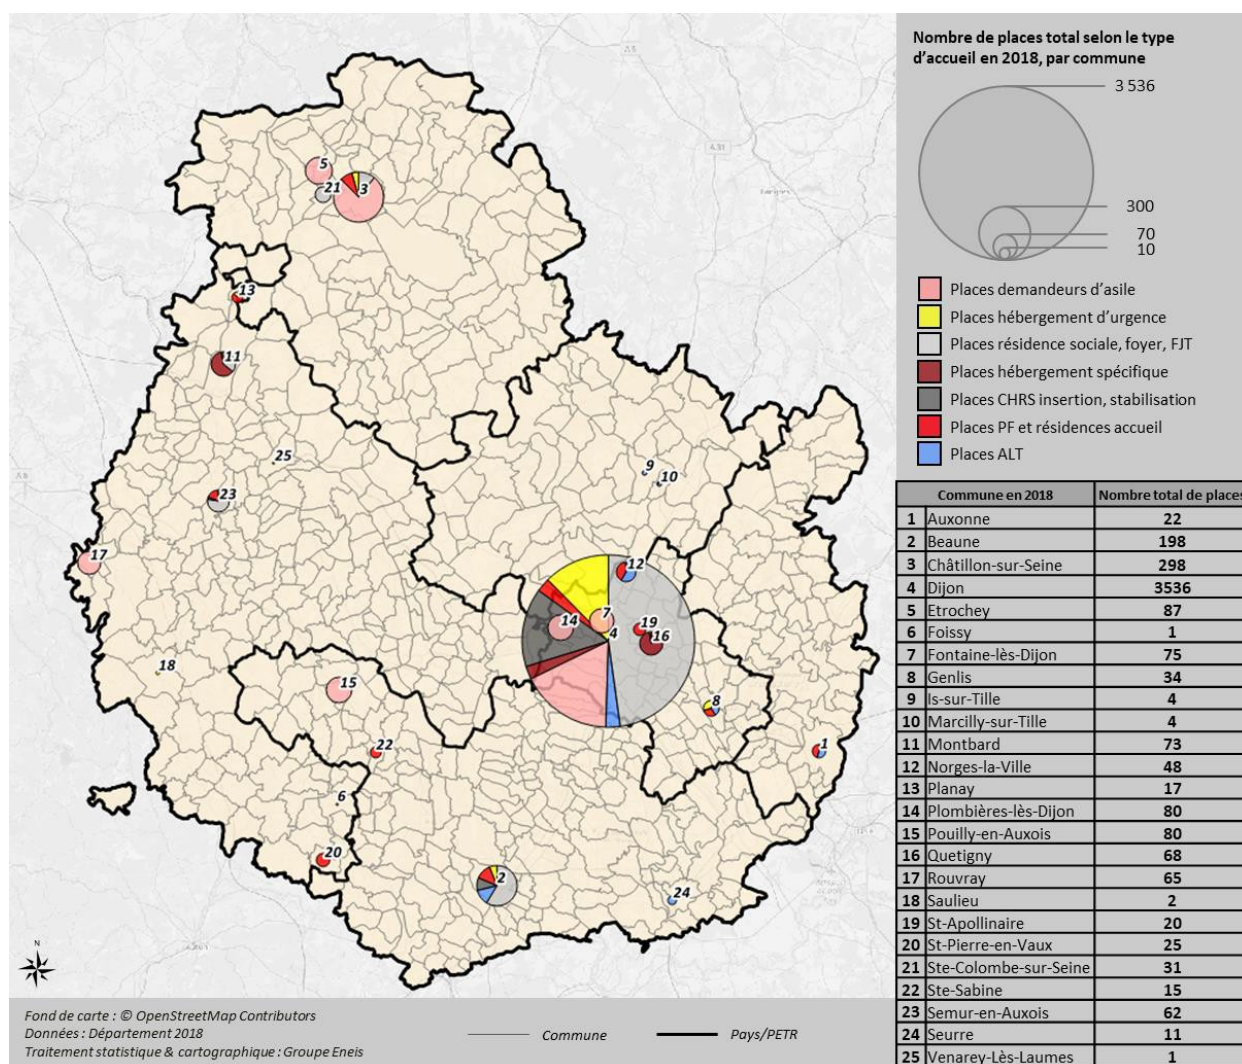 Nombre de places total selon le type
d'accueil en 2018, par commune
3 536
300
70
10
Places demandeurs d'asile
Places hébergement d'urgence
Places résidence sociale, foyer, FJT
Places hébergement spécifique
Places CHRS insertion, stabilisation
Places PF et résidences accueil
Places ALT
Commune en 2018 Nombre total de places
1 Auxonne 22
2 Beaune 198
3 Châtillon-sur-Seine 298
4 Dijon 3536
5 Etrochey 87
6 Foissy 1
7 Fontaine-lès-Dijon 75
8 Genlis 34
9 Is-sur-Tille 4
10 Marcilly-sur-Tille 4
11 Montbard 73
12 Norges-la-Ville 48
13 Planay 17
14 Plombières-lès-Dijon 80
15 Pouilly-en-Auxois 80
16 Quetigny 68
17 Rouvray 65
18 Saulieu 2
19 St-Apollinaire 20
20 St-Pierre-en-Vaux 25
21 Ste-Colombe-sur-Seine 31
22 Ste-Sabine 15
23 Semur-en-Auxois 62
24 Seurre 11
25 Venarey-Lès-Laumes 1
5
21
3
13
11
25
23
17
9
10
12
7
14
4
19
16
18
15
8
22
1
6
20
2
24
N
Fond de carte : © OpenStreetMap Contributors
Données : Département 2018
Traitement statistique & cartographique : Groupe Eneis
Commune
Pays/PETR